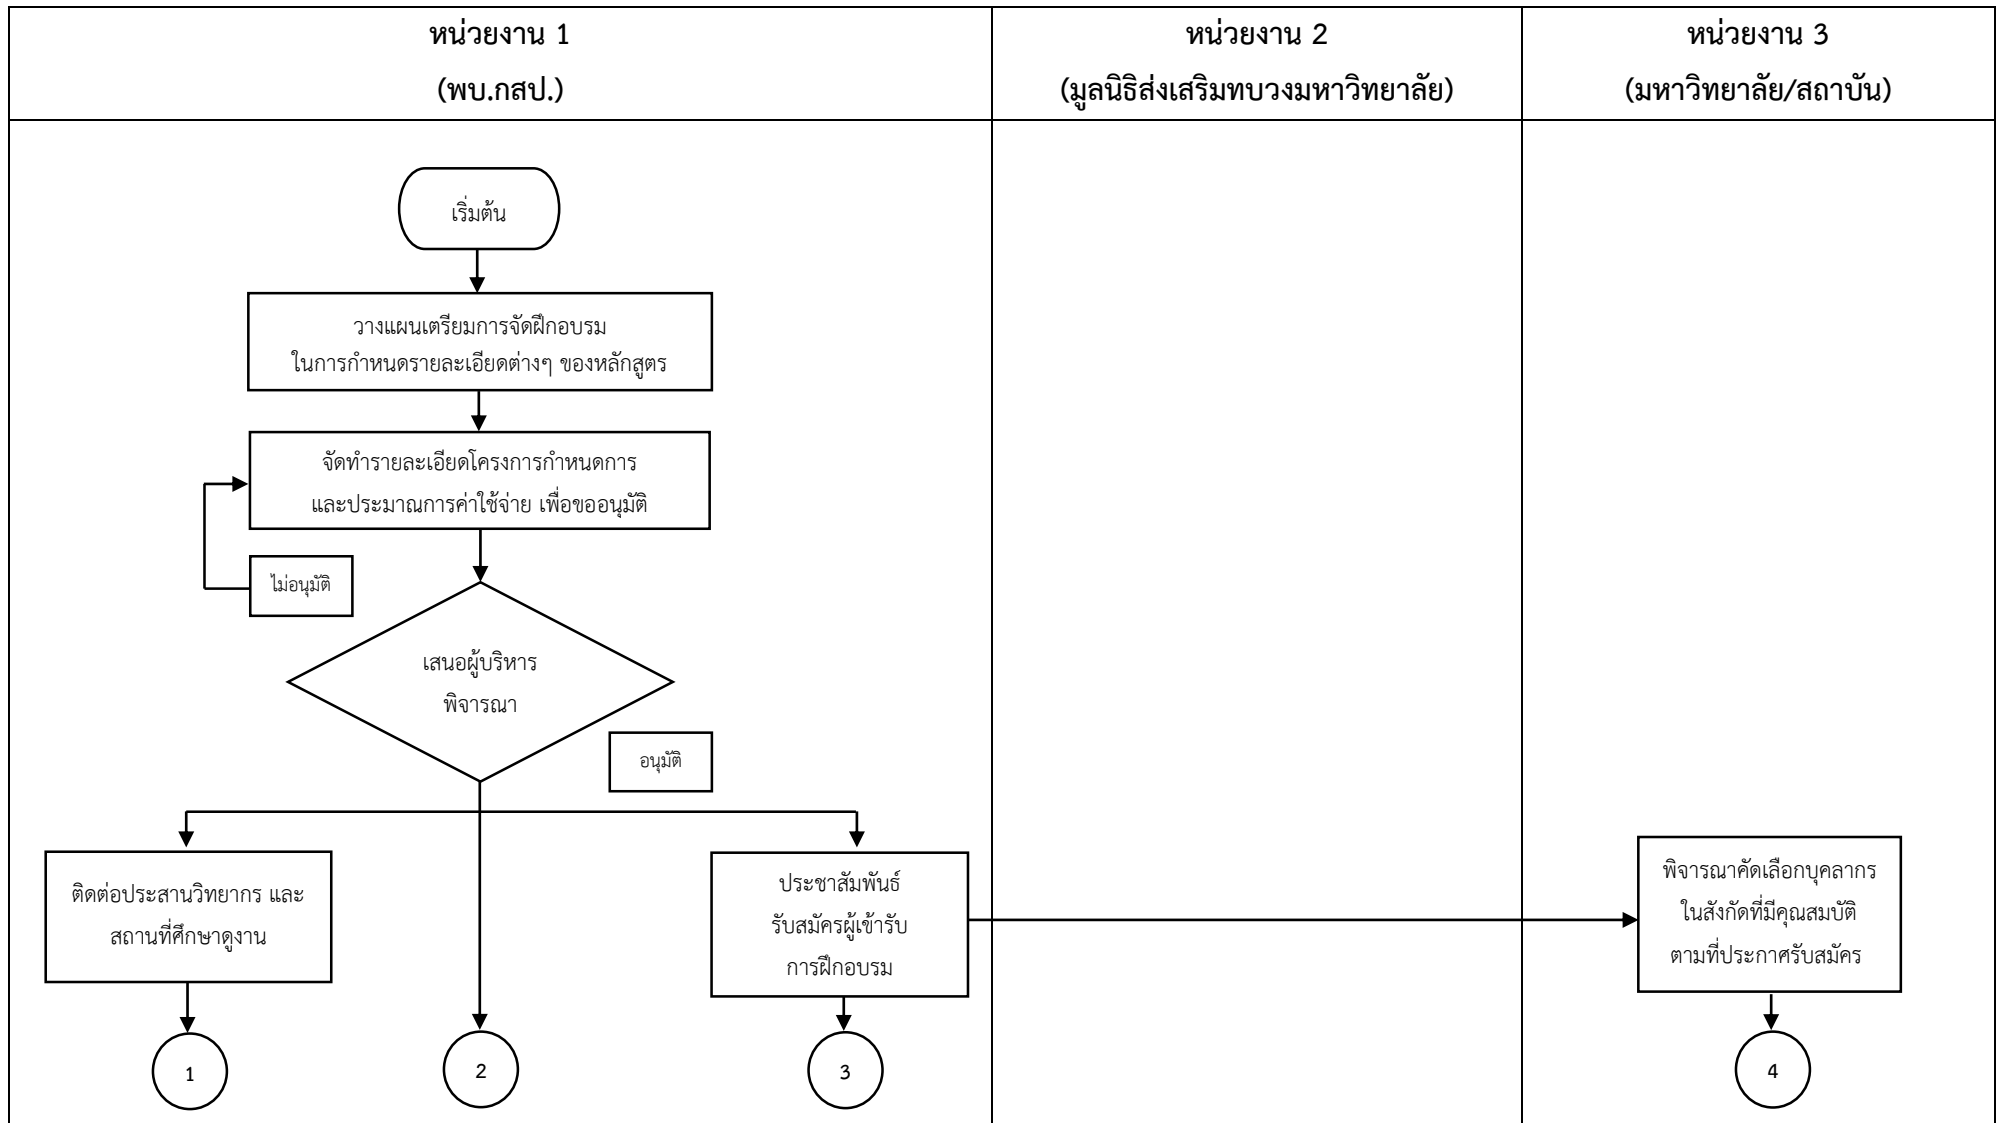 หน่วยงาน 1
(พบ.กสป.)
หน่วยงาน 2
(มูลนิธิส่งเสริมทบวงมหาวิทยาลัย)
หน่วยงาน 3
(มหาวิทยาลัย/สถาบัน)
เริ่มต้น
วางแผนเตรียมการจัดฝึกอบรม
ในการกำหนดรายละเอียดต่างๆ ของหลักสูตร
จัดทำรายละเอียดโครงการกำหนดการ
และประมาณการค่าใช้จ่าย เพื่อขออนุมัติ
ไม่อนุมัติ
เสนอผู้บริหาร
พิจารณา
อนุมัติ
ติดต่อประสานวิทยากร และ
สถานที่ศึกษาดูงาน
ประชาสัมพันธ์
รับสมัครผู้เข้ารับ
การฝึกอบรม
พิจารณาคัดเลือกบุคลากร
ในสังกัดที่มีคุณสมบัติ
ตามที่ประกาศรับสมัคร
1
2
3
4